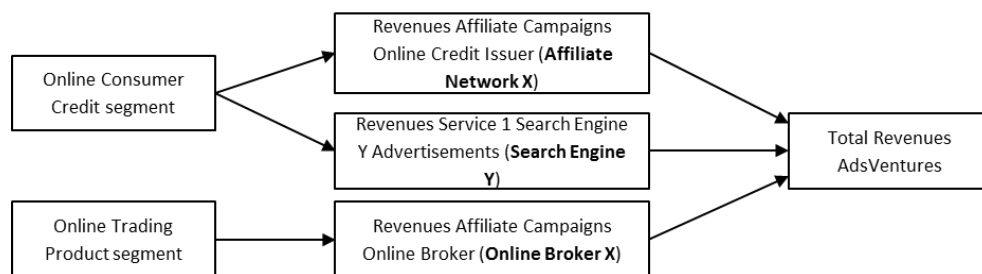 Online Consumer
Credit segment
Revenues Affiliate Campaigns
Online Credit Issuer (Affiliate
Network X)
Revenues Service 1 Search Engine
Y Advertisements (Search Engine
Y)
Total Revenues
AdsVentures
Online Trading
Product segment
Revenues Affiliate Campaigns
Online Broker (Online Broker X)